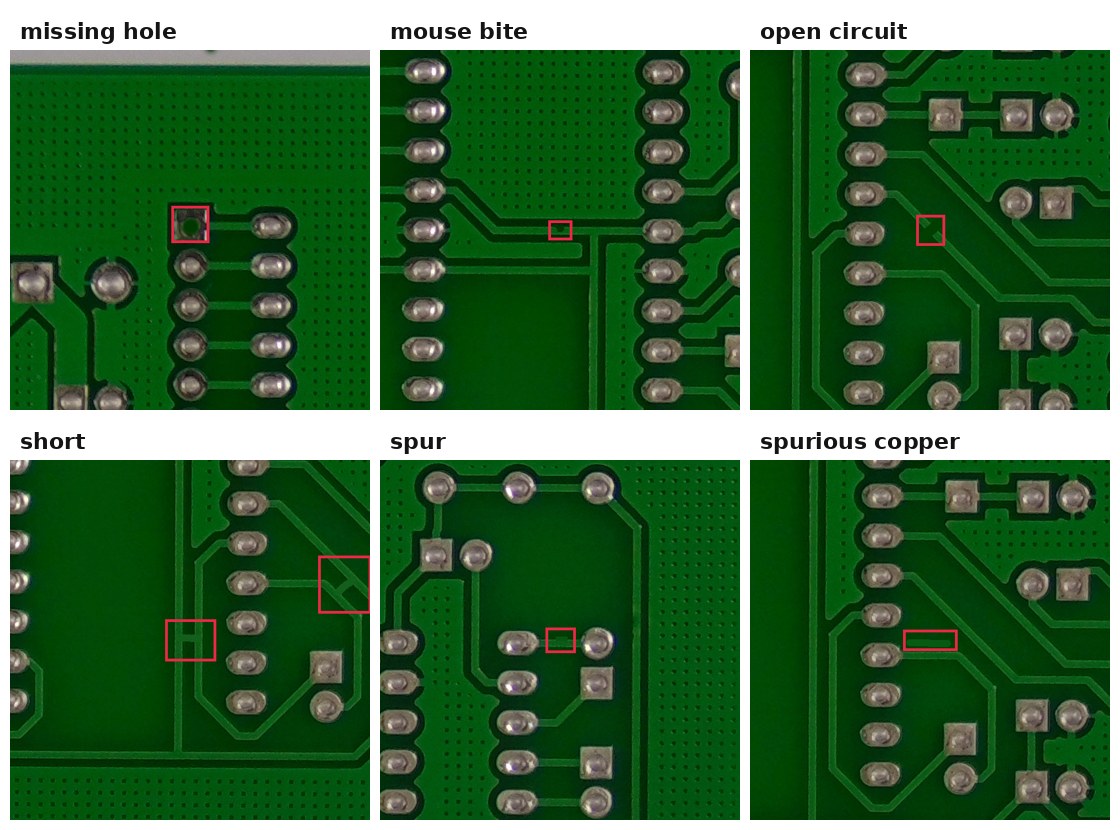 missing hole
mouse bite
open circuit
short
spur
spurious copper